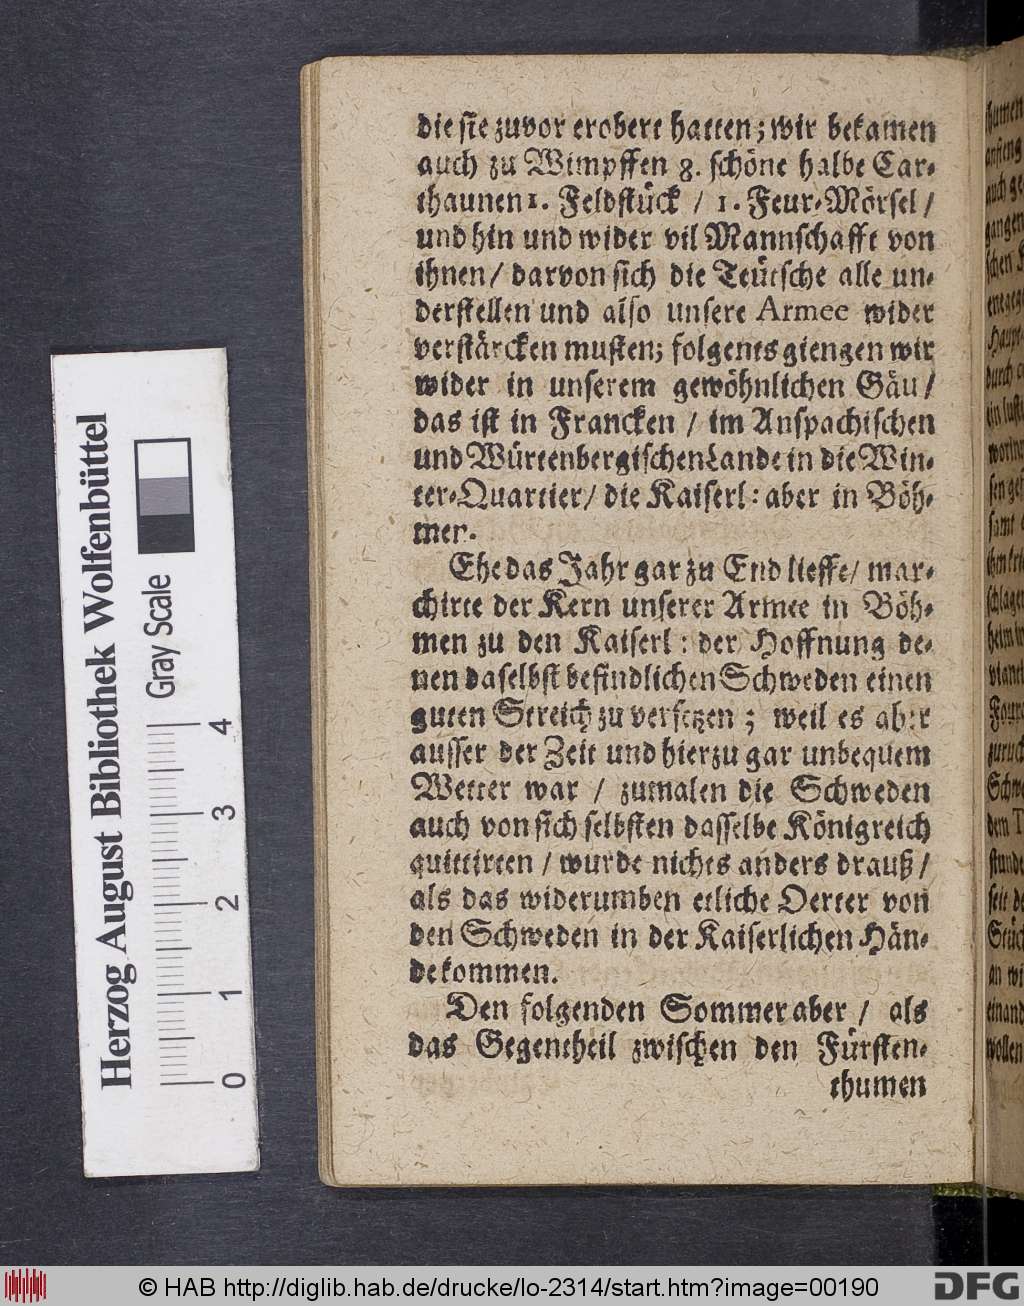 die sie zuvor erobert hatten; wir bekamen
auch zu Wimpffen 8. schöne halbe Car⸗
thaunen 1. Feldstück / 1. Feur⸗Mörsel /
und hin und wider vil Mannschafft von
ihnen / darvon sich die Teütsche alle un⸗
derstellen und also unsere Armee wider
verstärcken musten; folgents giengen wir
wider in unserem gewöhnlichen Gäu /
das ist in Francken / im Anspachischen
und Würtenbergischen Lande in die Win⸗
ter⸗Quartier / die Kaiserl: aber in Böh⸗
men.
Ehe das Jahr gar zu End lieffe / mar⸗
chirte der Kern unserer Armee in Böh⸗
men zu den Kaiserl: der Hoffnung de⸗
nen daselbst befindlichen Schweden einen
guten Streich zu versetzen; weil es aber
ausser der Zeit und hierzu gar unbequem
Wetter war / zumalen die Schweden
auch von sich selbsten dasselbe Königreich
quittirten / wurde nichts anders drauß /
als das widerumben etliche Oerter von
den Schweden in der Kaiserlichen Hän⸗
de kommen.
Den folgenden Sommer aber / als
das Gegentheil zwischen den Fürsten⸗
thumen
Herzog August Bibliothek Wolfenbüttel
Gray Scale
0 1 2 3 4
© HAB http://diglib.hab.de/drucke/lo-2314/start.htm?image=00190
DFG